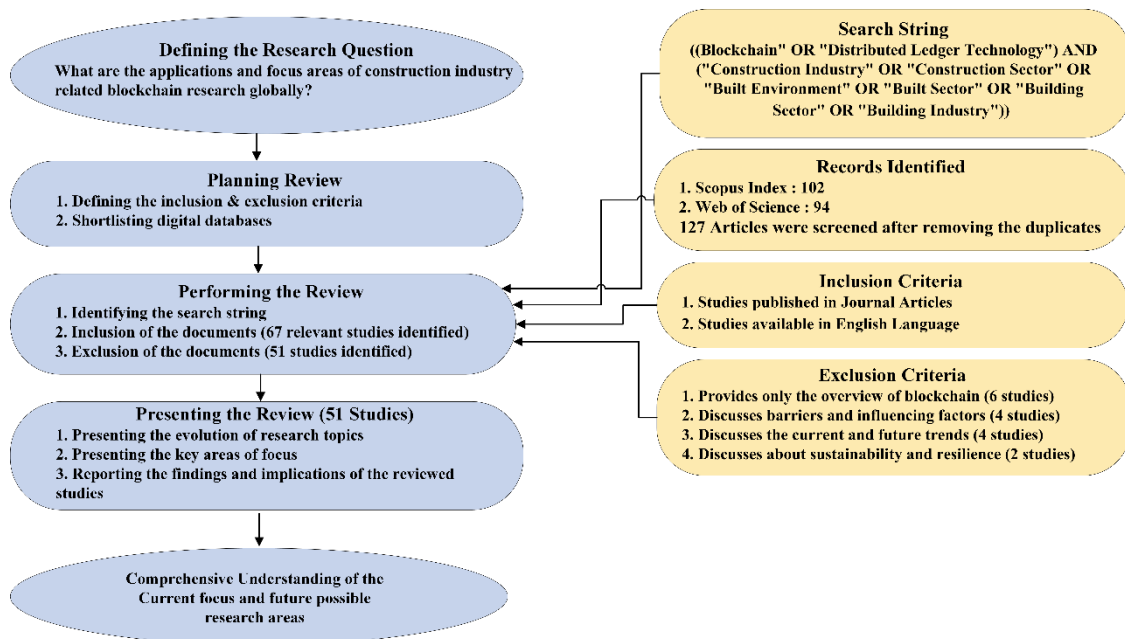 Defining the Research Question
What are the applications and focus areas of construction industry
related blockchain research globally?
Planning Review
1. Defining the inclusion & exclusion criteria
2. Shortlisting digital databases
Performing the Review
1. Identifying the search string
2. Inclusion of the documents (67 relevant studies identified)
3. Exclusion of the documents (51 studies identified)
Presenting the Review (51 Studies)
1. Presenting the evolution of research topics
2. Presenting the key areas of focus
3. Reporting the findings and implications of the reviewed
studies
Comprehensive Understanding of the
Current focus and future possible
research areas
Search String
((Blockchain" OR "Distributed Ledger Technology") AND
("Construction Industry" OR "Construction Sector" OR
"Built Environment" OR "Built Sector" OR "Building
Sector" OR "Building Industry"))
Records Identified
1. Scopus Index : 102
2. Web of Science : 94
127 Articles were screened after removing the duplicates
Inclusion Criteria
1. Studies published in Journal Articles
2. Studies available in English Language
Exclusion Criteria
1. Provides only the overview of blockchain (6 studies)
2. Discusses barriers and influencing factors (4 studies)
3. Discusses the current and future trends (4 studies)
4. Discusses about sustainability and resilience (2 studies)